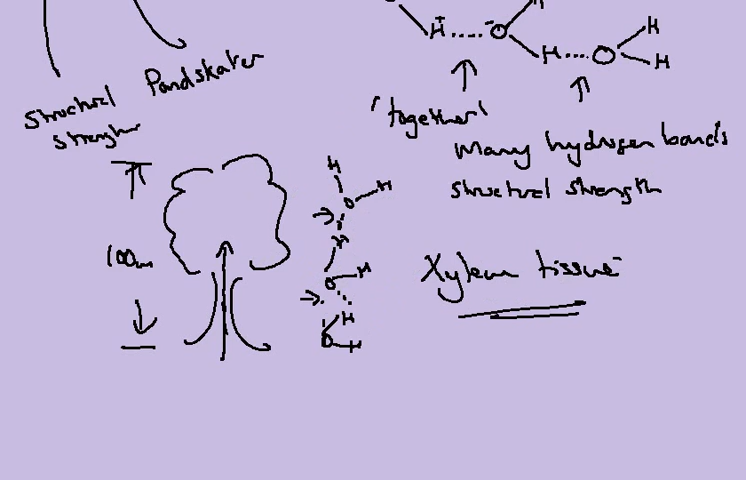 H
H+ .... -O
H ... O
H
H
Structural
strength
Pondskater
'together'
Many hydrogen bonds
structural strength
100m
H
O
H
H
O
H
H
O
H
Xylem tissue